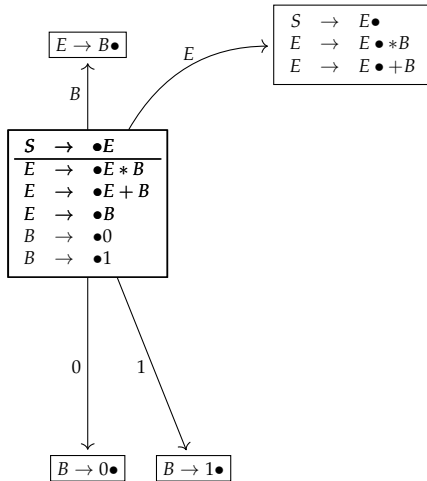 S → E●
E → E●∗B
E → E●+B
E
E → B●
B
S → ●E
E → ●E ∗ B
E → ●E + B
E → ●B
B → ●0
B → ●1
0
1
B → 0●
B → 1●